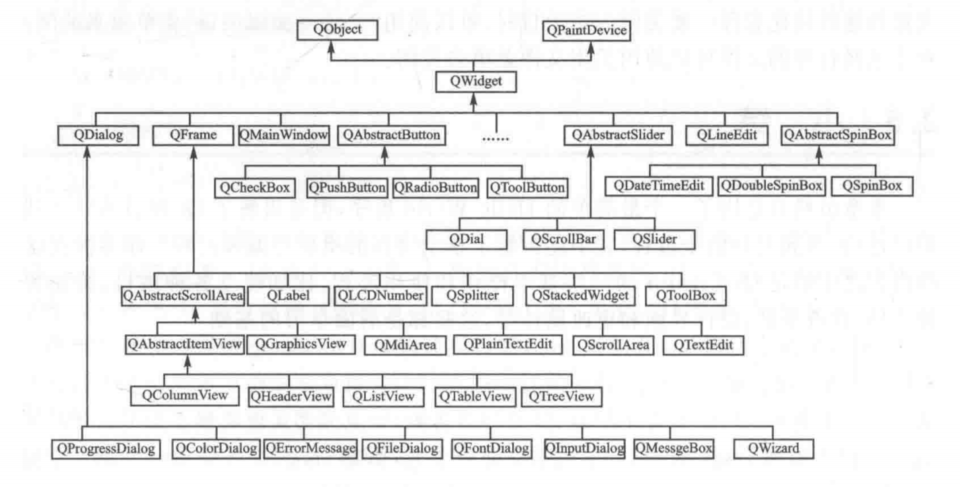 QObject QPaintDevice
QWidget
QDialog QFrame QMainWindow QAbstractButton ...... QAbstractSlider QLineEdit QAbstractSpinBox
QCheckBox QPushButton QRadioButton QToolButton QDateTimeEdit QDoubleSpinBox QSpinBox
QDial QScrollBar QSlider
QAbstractScrollArea QLabel QLCDNumber QSplitter QStackedWidget QToolBox
QAbstractItemView QGraphicsView QMdiArea QPlainTextEdit QScrollArea QTextEdit
QColumnView QHeaderView QListView QTableView QTreeView
QProgressDialog QColorDialog QErrorMessage QFileDialog QFontDialog QInputDialog QMessgeBox QWizard